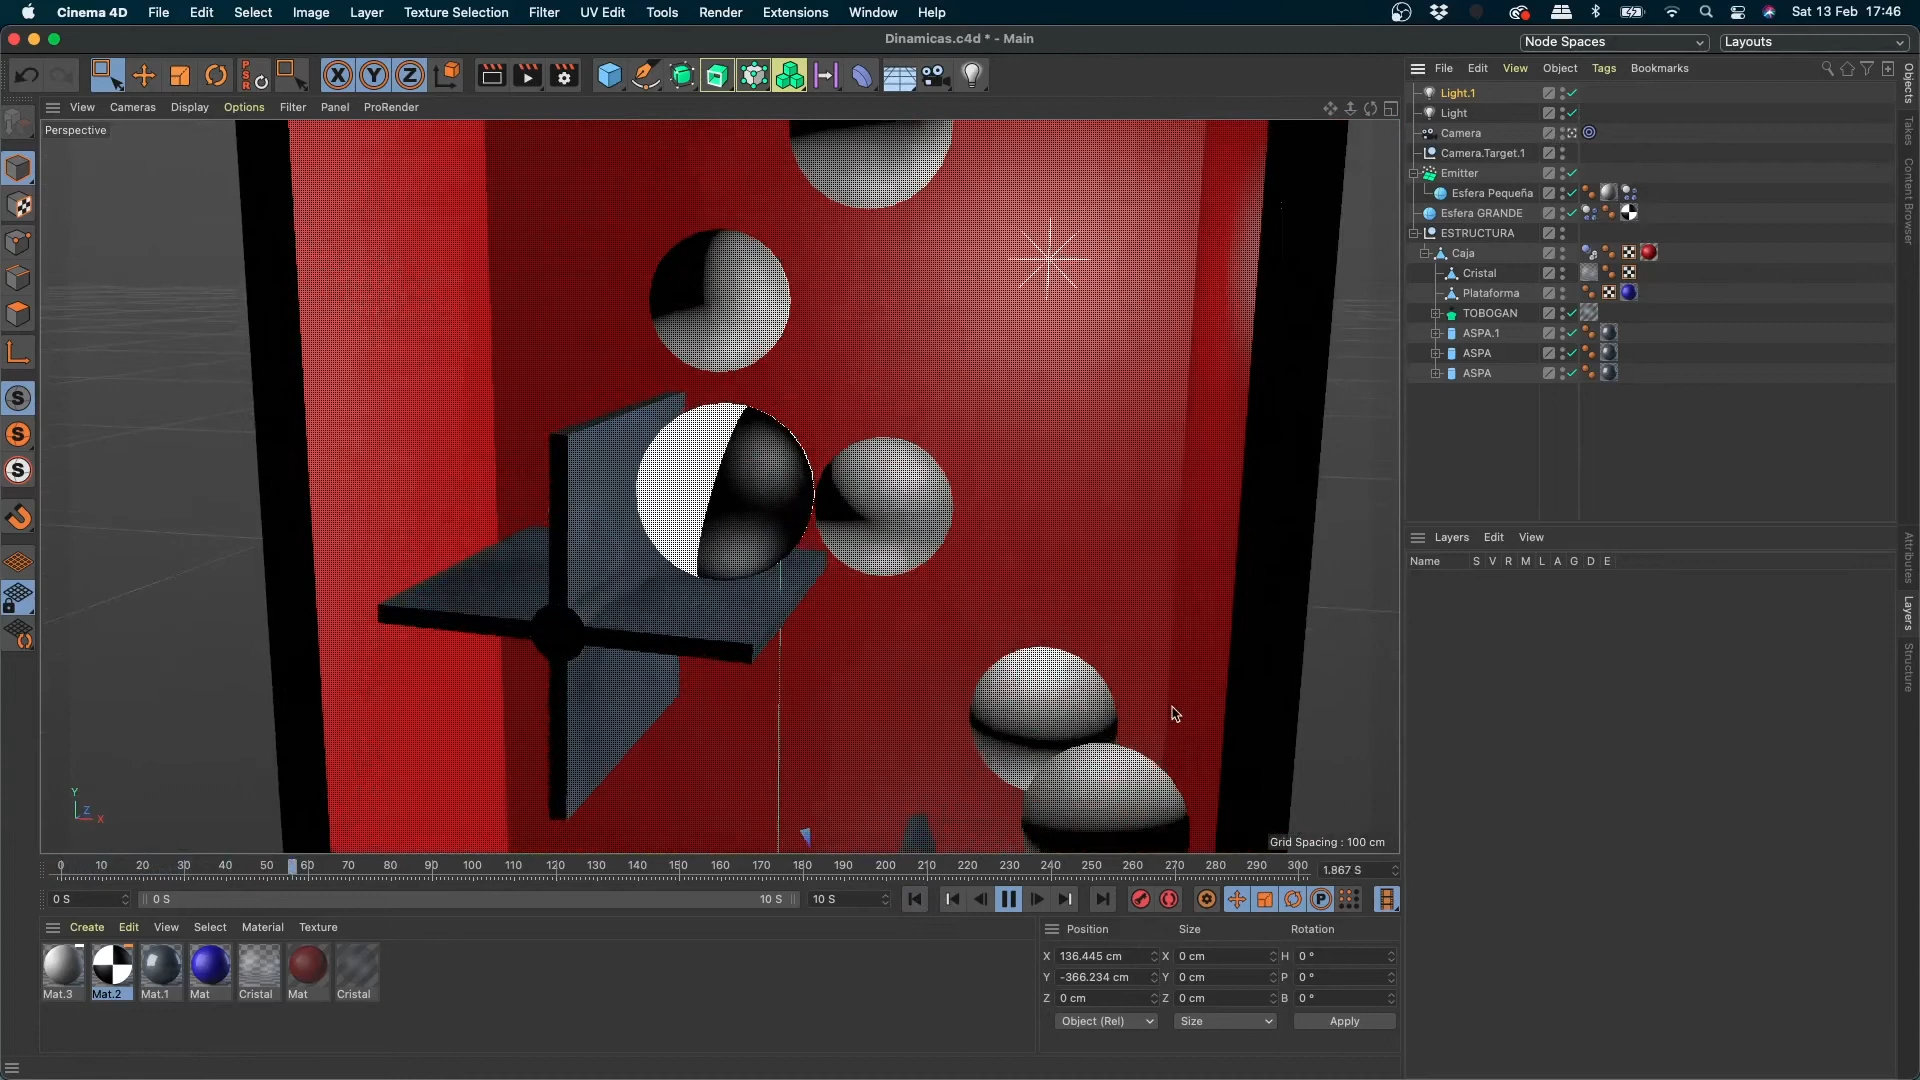 Cinema 4D File Edit Select Image Layer Texture Selection Filter UV Edit Tools Render Extensions Window Help Sat 13 Feb 17:46
Dinamicas.c4d * - Main
Node Spaces Layouts
P S R X Y Z
File Edit View Object Tags Bookmarks
View Cameras Display Options Filter Panel ProRender
Perspective
Light.1
Light
Camera
Camera.Target.1
Emitter
Esfera Pequeña
Esfera GRANDE
ESTRUCTURA
Caja
Cristal
Plataforma
TOBOGAN
ASPA.1
ASPA
ASPA
Objects
Takes
Content Browser
S
S
S
Layers Edit View
Name S V R M L A G D E
Attributes
Layers
Structure
Y
Z
X
Grid Spacing : 100 cm
0 10 20 30 40 50 60 70 80 90 100 110 120 130 140 150 160 170 180 190 200 210 220 230 240 250 260 270 280 290 300 1.867 S
0 S 0 S 10 S 10 S P
Create Edit View Select Material Texture
Mat.3 Mat.2 Mat.1 Mat Cristal Mat Cristal
Position Size Rotation
X 136.445 cm X 0 cm H 0 °
Y -366.234 cm Y 0 cm P 0 °
Z 0 cm Z 0 cm B 0 °
Object (Rel) Size Apply